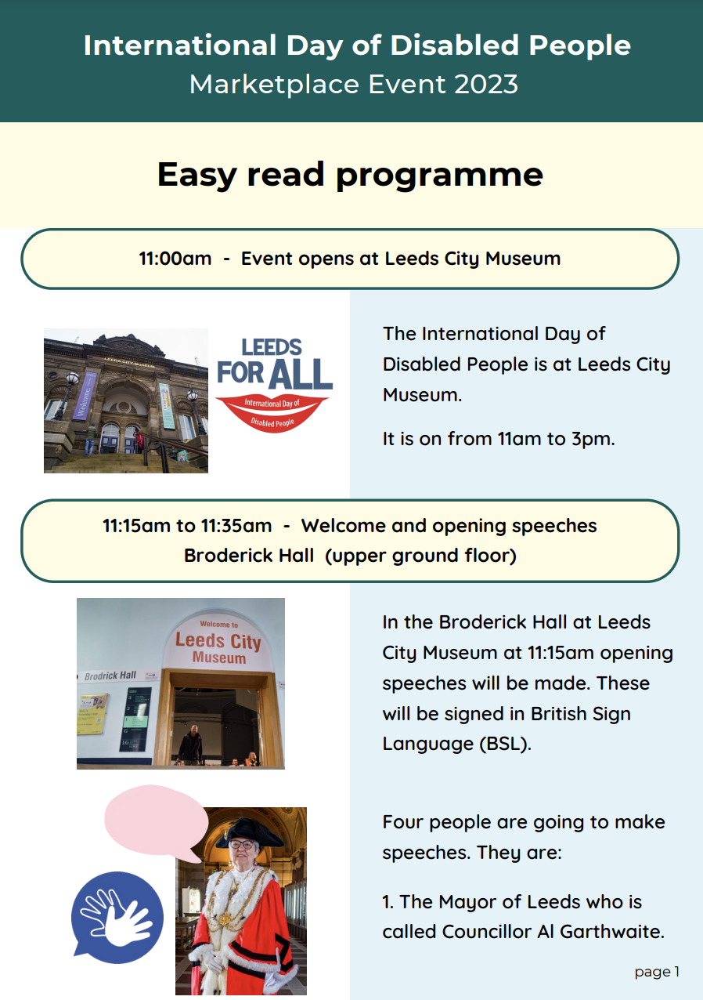 International Day of Disabled People
Marketplace Event 2023
Easy read programme
11:00am - Event opens at Leeds City Museum
LEEDS CITY MUSEUM
Welcome
LEEDS
FOR ALL
International Day of
Disabled People
The International Day of
Disabled People is at Leeds City
Museum.
It is on from 11am to 3pm.
11:15am to 11:35am - Welcome and opening speeches
Broderick Hall (upper ground floor)
Welcome to
Leeds City
Museum
Brodrick Hall
G
LG
In the Broderick Hall at Leeds
City Museum at 11:15am opening
speeches will be made. These
will be signed in British Sign
Language (BSL).
Four people are going to make
speeches. They are:
1. The Mayor of Leeds who is
called Councillor Al Garthwaite.
page 1